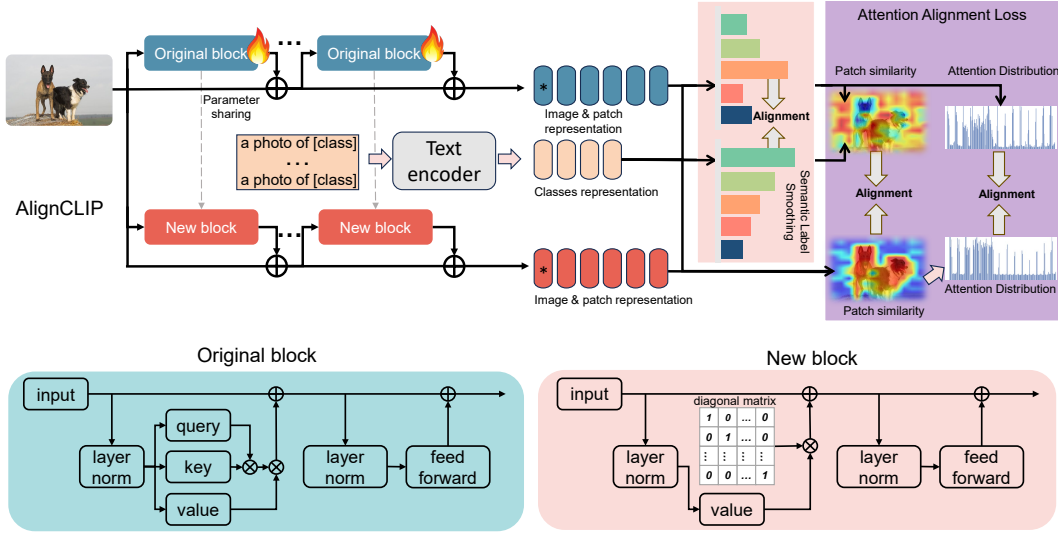 Attention Alignment Loss
Original block
...
Original block
Parameter
sharing
*
Image & patch
representation
Patch similarity
Attention Distribution
Alignment
a photo of [class]
...
a photo of [class]
Text
encoder
Classes representation
Semantic Label
Smoothing
Alignment
Alignment
AlignCLIP
New block
...
New block
*
Image & patch representation
Patch similarity
Attention Distribution
Original block
input
layer
norm
query
key
value
layer
norm
feed
forward
New block
input
layer
norm
diagonal matrix
1 0 ... 0
0 1 ... 0
⋮ ⋮ ⋮ ⋮
0 0 ... 1
value
layer
norm
feed
forward